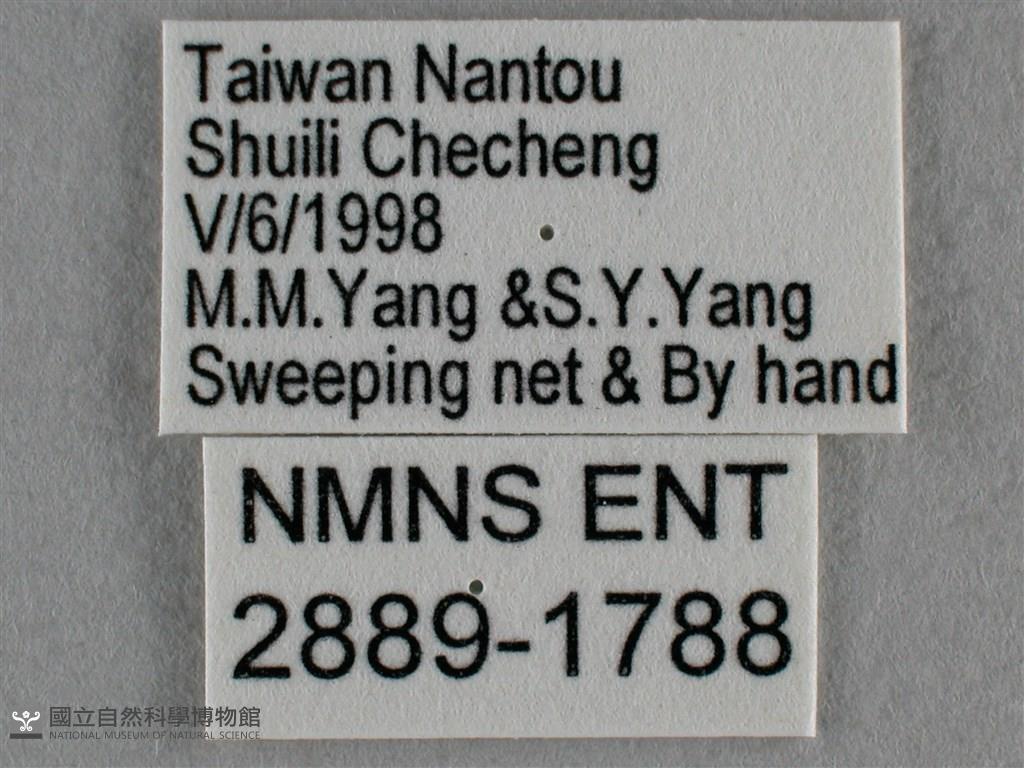 Taiwan Nantou
Shuili Checheng
V/6/1998
M.M.Yang &S.Y.Yang
Sweeping net & By hand
NMNS ENT
2889-1788
國立自然科學博物館
NATIONAL MUSEUM OF NATURAL SCIENCE